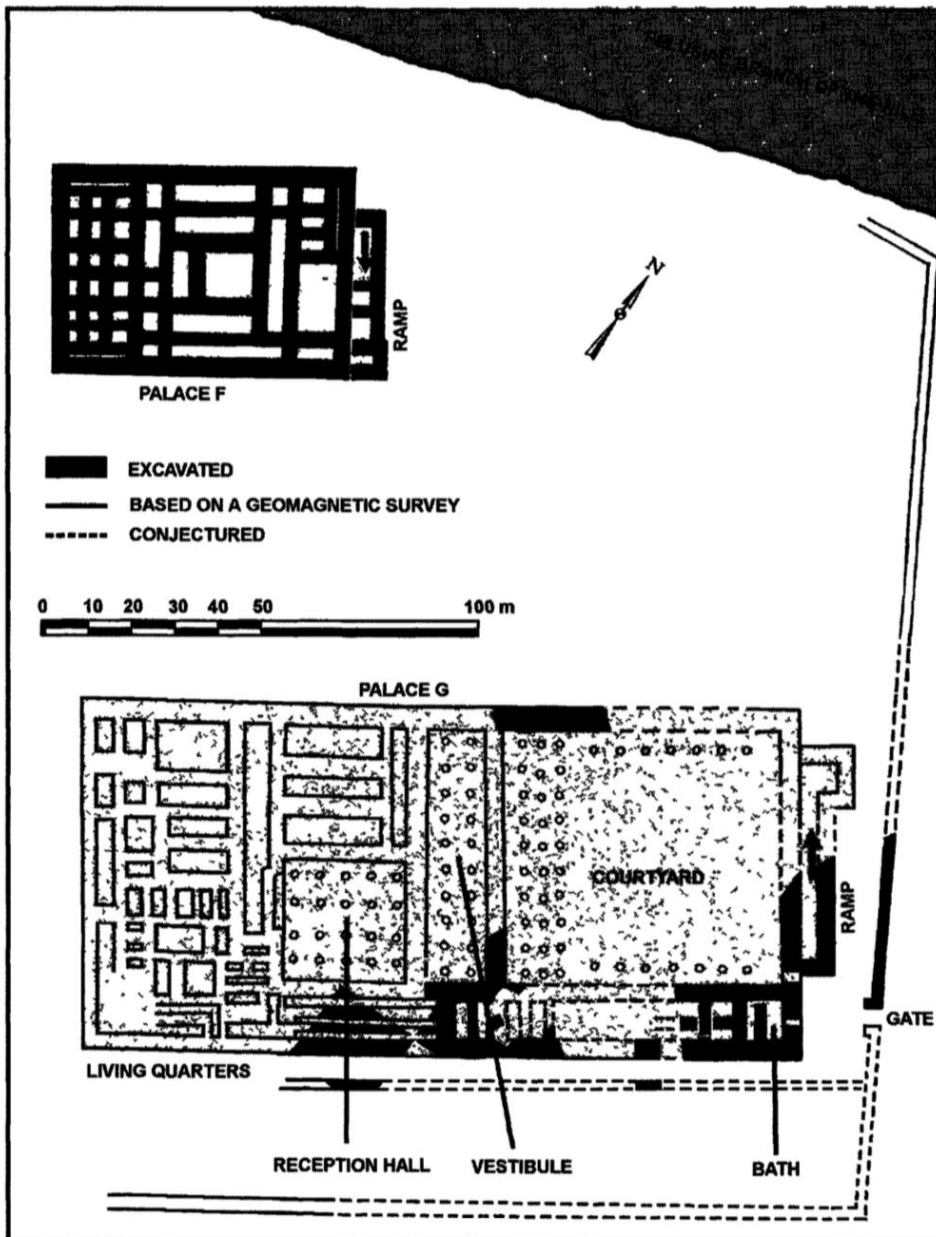 N
RAMP
PALACE F
EXCAVATED
BASED ON A GEOMAGNETIC SURVEY
CONJECTURED
0 10 20 30 40 50 100 m
PALACE G
COURTYARD
RAMP
GATE
LIVING QUARTERS
RECEPTION HALL
VESTIBULE
BATH